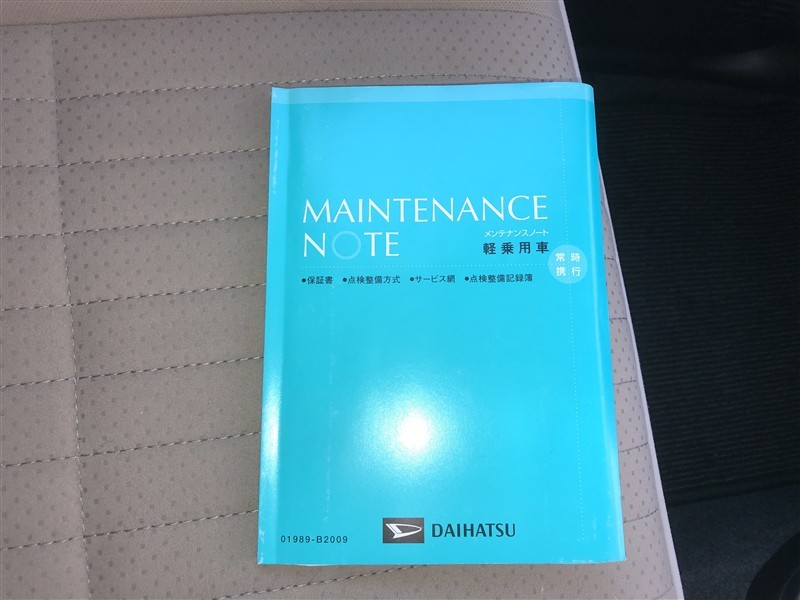 MAINTENANCE
NOTE
メンテナンスノート
軽乗用車
常時
携行
●保証書 ●点検整備方式 ●サービス網 ●点検整備記録簿
01989-B2009
DAIHATSU